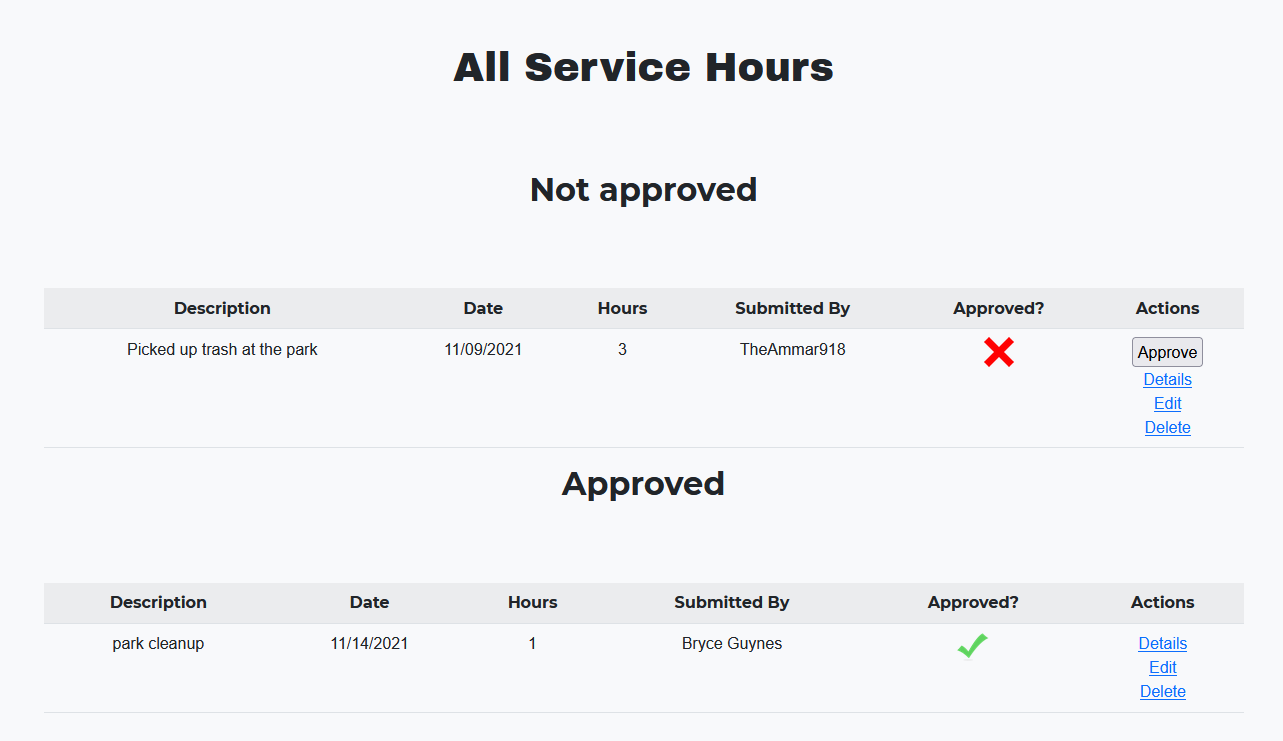 All Service Hours
Not approved
Description Date Hours Submitted By Approved? Actions
Picked up trash at the park 11/09/2021 3 TheAmmar918 Approve
Details
Edit
Delete
Approved
Description Date Hours Submitted By Approved? Actions
park cleanup 11/14/2021 1 Bryce Guynes Details
Edit
Delete